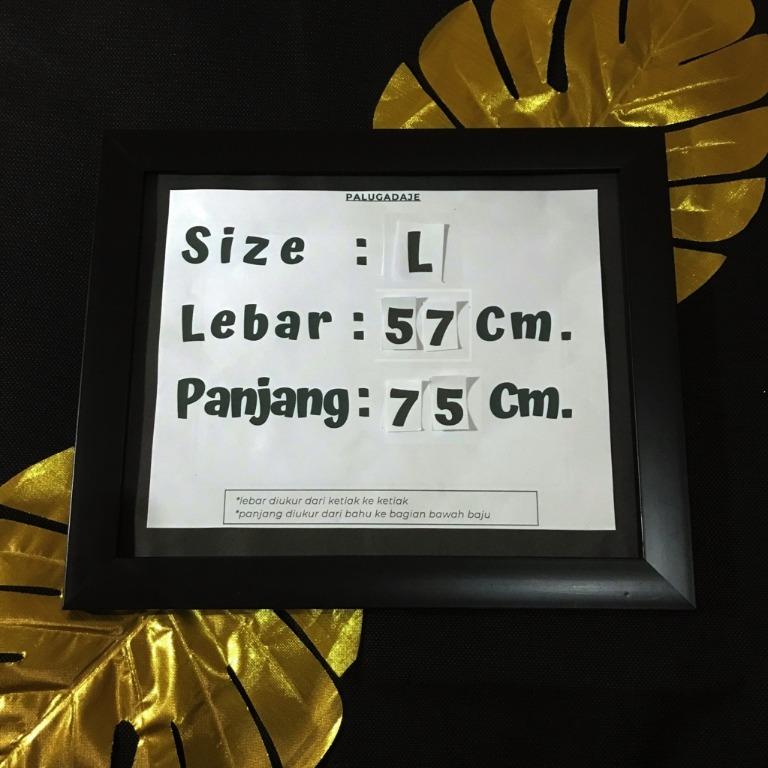 PALUGADAJE
Size : L
Lebar : 57 Cm.
Panjang : 75 Cm.
*lebar diukur dari ketiak ke ketiak
*panjang diukur dari bahu ke bagian bawah baju